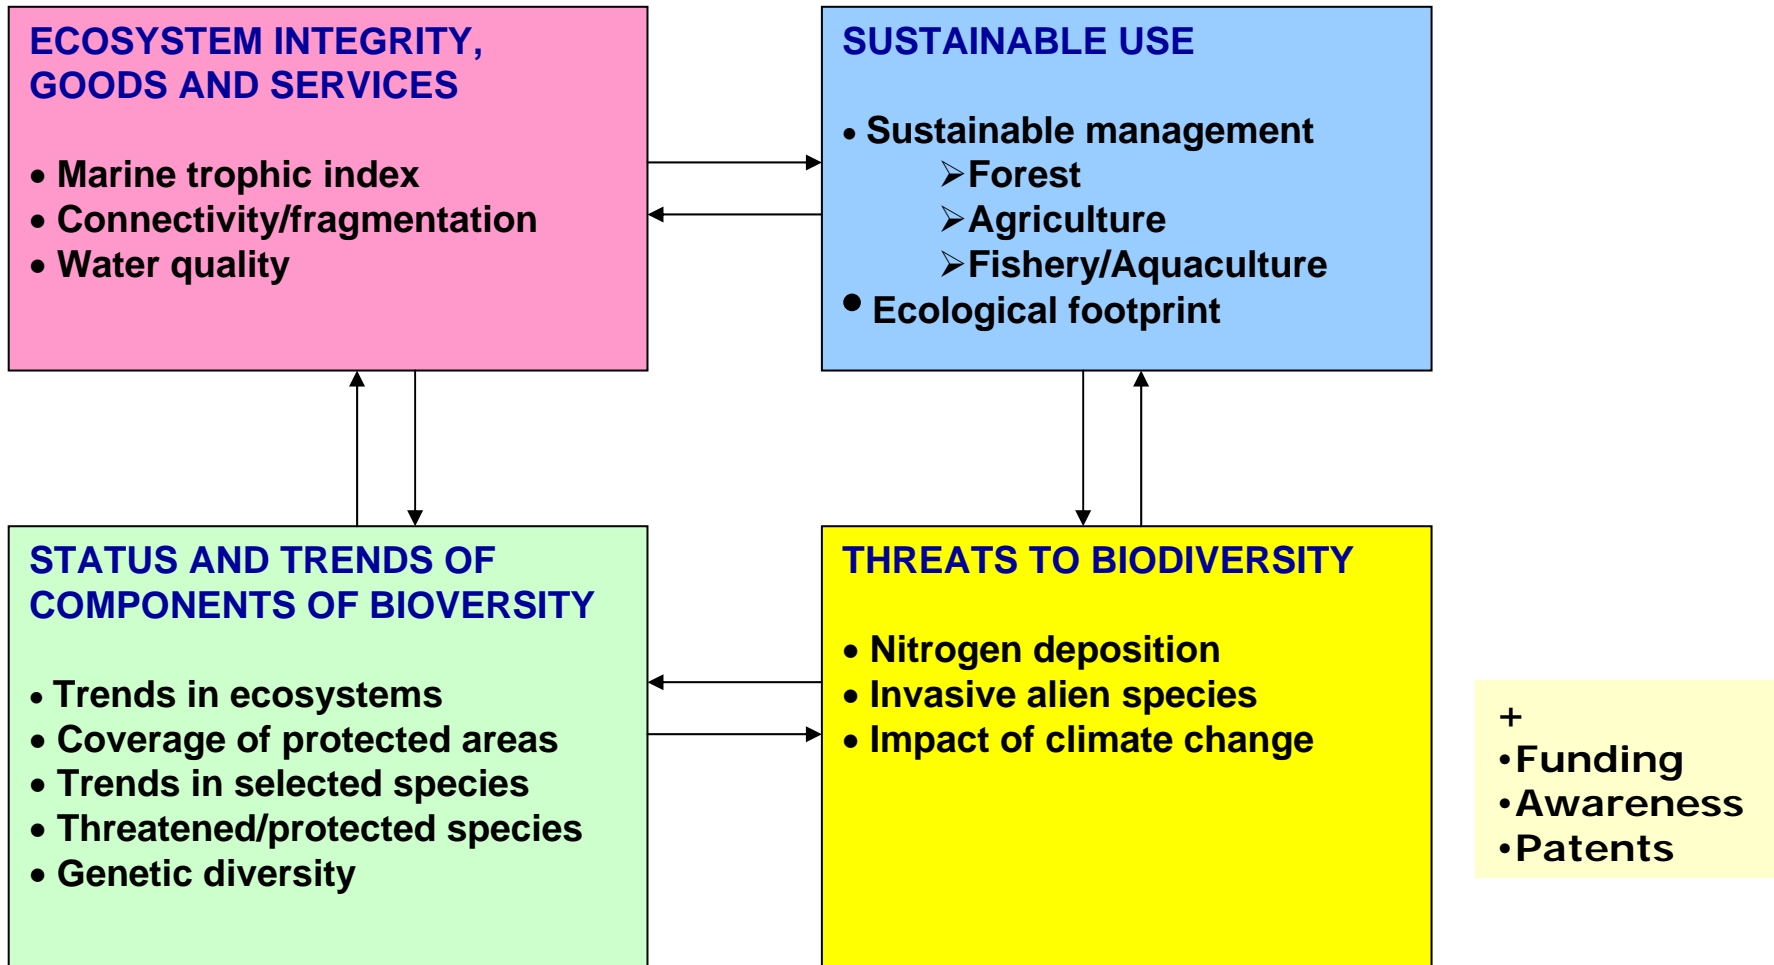 ECOSYSTEM INTEGRITY,
GOODS AND SERVICES
• Marine trophic index
• Connectivity/fragmentation
• Water quality
SUSTAINABLE USE
• Sustainable management
➢Forest
➢Agriculture
➢Fishery/Aquaculture
• Ecological footprint
STATUS AND TRENDS OF
COMPONENTS OF BIOVERSITY
• Trends in ecosystems
• Coverage of protected areas
• Trends in selected species
• Threatened/protected species
• Genetic diversity
THREATS TO BIODIVERSITY
• Nitrogen deposition
• Invasive alien species
• Impact of climate change
+
•Funding
•Awareness
•Patents